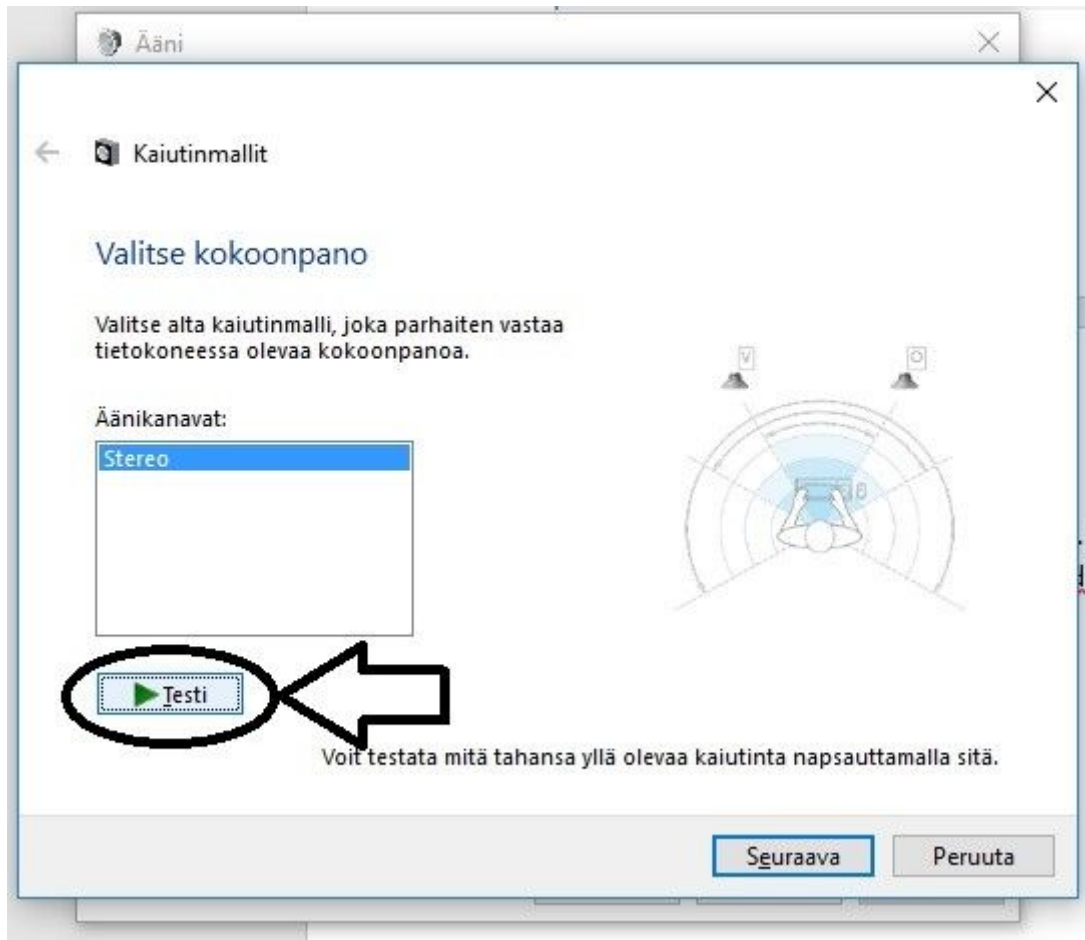 Ääni
Kaiutinmallit
Valitse kokoonpano
Valitse alta kaiutinmalli, joka parhaiten vastaa
tietokoneessa olevaa kokoonpanoa.
V
O
Äänikanavat:
Stereo
Testi
Voit testata mitä tahansa yllä olevaa kaiutinta napsauttamalla sitä.
Seuraava
Peruuta